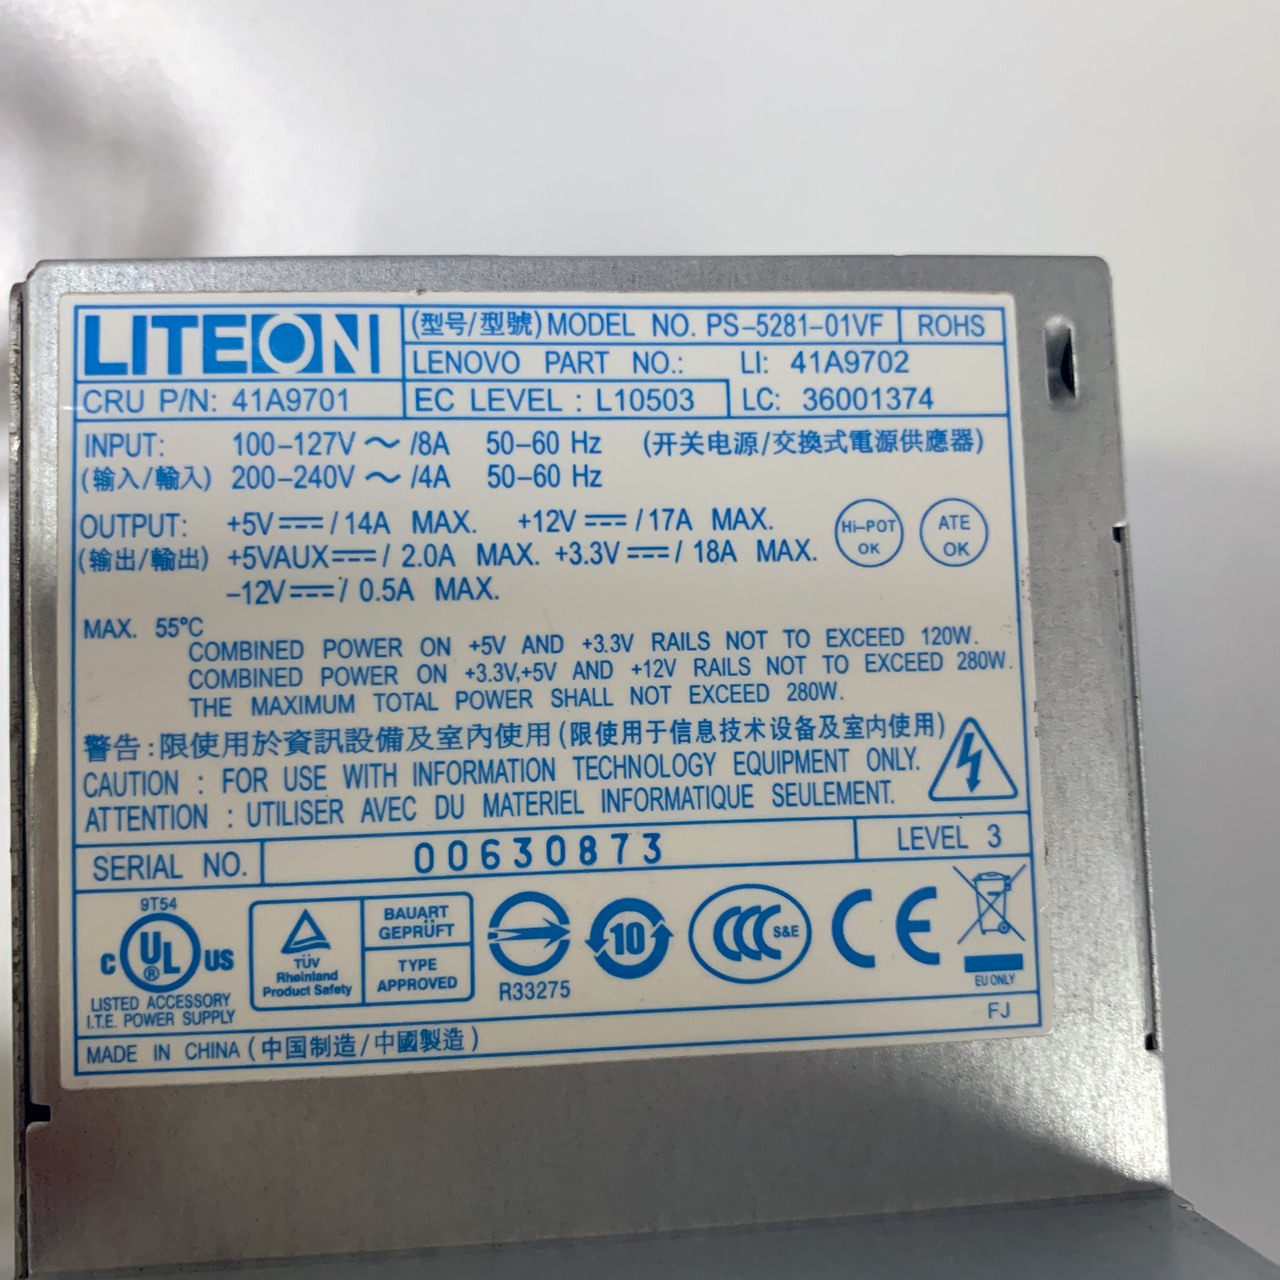 LITEON
(型号/型號) MODEL NO. PS-5281-01VF ROHS
LENOVO PART NO.: LI: 41A9702
CRU P/N: 41A9701 EC LEVEL : L10503 LC: 36001374
INPUT: 100-127V ～ /8A 50-60 Hz (开关电源/交換式電源供應器)
(输入/輸入) 200-240V ～ /4A 50-60 Hz
OUTPUT: +5V⎓/14A MAX. +12V⎓/17A MAX.
(输出/輸出) +5VAUX⎓/ 2.0A MAX. +3.3V⎓/ 18A MAX.
-12V⎓/ 0.5A MAX.
Hi-POT OK
ATE OK
MAX. 55°C
COMBINED POWER ON +5V AND +3.3V RAILS NOT TO EXCEED 120W.
COMBINED POWER ON +3.3V,+5V AND +12V RAILS NOT TO EXCEED 280W.
THE MAXIMUM TOTAL POWER SHALL NOT EXCEED 280W.
警告:限使用於資訊設備及室內使用(限使用于信息技术设备及室内使用)
CAUTION : FOR USE WITH INFORMATION TECHNOLOGY EQUIPMENT ONLY.
ATTENTION : UTILISER AVEC DU MATERIEL INFORMATIQUE SEULEMENT.
SERIAL NO. 00630873 LEVEL 3
9T54
c UL ® US
LISTED ACCESSORY
I.T.E. POWER SUPPLY
TÜV
Rheinland
Product Safety
BAUART
GEPRÜFT
TYPE
APPROVED
R33275
10
CCC S&E
CE
EU ONLY
FJ
MADE IN CHINA (中国制造/中國製造)